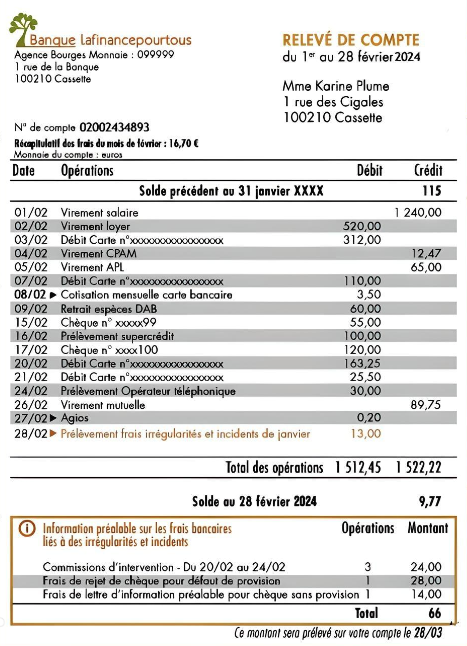 Banque Lafinancepourtous
Agence Bourges Monnaie : 099999
1 rue de la Banque
100210 Cassette
RELEVÉ DE COMPTE
du 1er au 28 février 2024
Mme Karine Plume
1 rue des Cigales
100210 Cassette
N° de compte 02002434893
Récapitulatif des frais du mois de février : 16,70 €
Monnaie du compte : euros
Date Opérations Débit Crédit
Solde précédent au 31 janvier XXXX 115
01/02 Virement salaire 1 240,00
02/02 Virement loyer 520,00
03/02 Débit Carte n°xxxxxxxxxxxxxxxx 312,00
04/02 Virement CPAM 12,47
05/02 Virement APL 65,00
07/02 Débit Carte n°xxxxxxxxxxxxxxxx 110,00
08/02 ▶ Cotisation mensuelle carte bancaire 3,50
09/02 Retrait espèces DAB 60,00
15/02 Chèque n° xxxxx99 55,00
16/02 Prélèvement supercrédit 100,00
17/02 Chèque n° xxxx100 120,00
20/02 Débit Carte n°xxxxxxxxxxxxxxxx 163,25
21/02 Débit Carte n°xxxxxxxxxxxxxxxx 25,50
24/02 Prélèvement Opérateur téléphonique 30,00
26/02 Virement mutuelle 89,75
27/02 ▶ Agios 0,20
28/02 ▶ Prélèvement frais irrégularités et incidents de janvier 13,00
Total des opérations 1 512,45 1 522,22
Solde au 28 février 2024 9,77
Information préalable sur les frais bancaires Opérations Montant
liés à des irrégularités et incidents
Commissions d'intervention - Du 20/02 au 24/02 3 24,00
Frais de rejet de chèque pour défaut de provision 1 28,00
Frais de lettre d'information préalable pour chèque sans provision 1 14,00
Total 66
Ce montant sera prélevé sur votre compte le 28/03